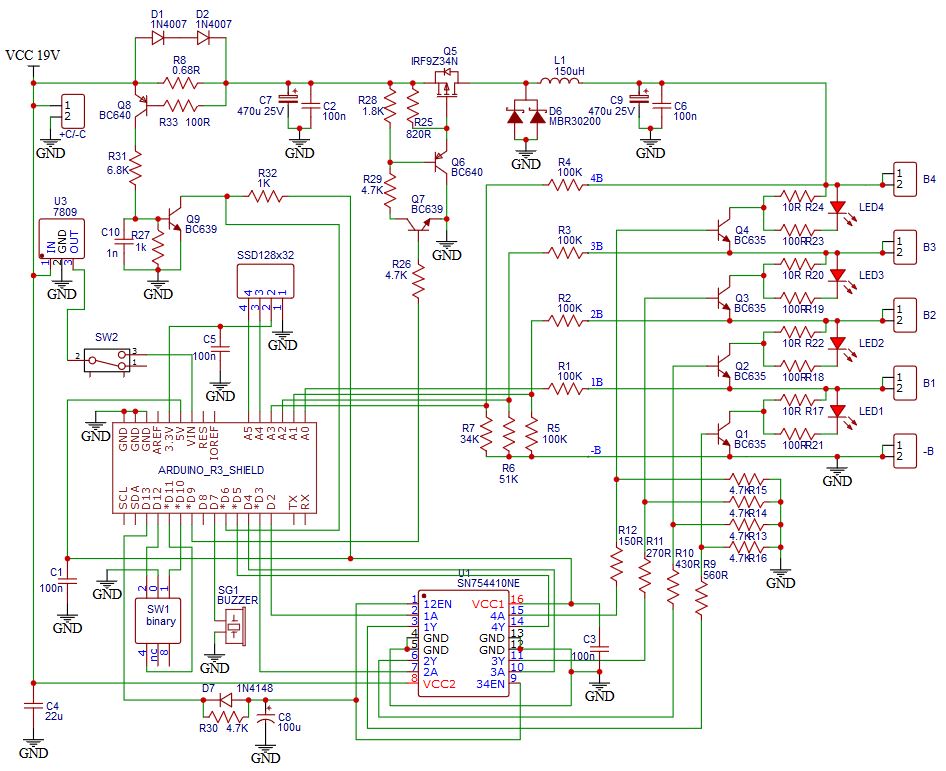 D1
1N4007
D2
1N4007
VCC 19V
R8
0.68R
Q8
BC640
R33 100R
1
2
+C/-C
GND
C7
470u 25V
C2
100n
GND
R28
1.8K
R25
820R
Q5
IRF9Z34N
L1
150uH
D6
MBR30200
GND
C9
470u 25V
C6
100n
GND
R31
6.8K
R29
4.7K
Q6
BC640
Q7
BC639
GND
R26
4.7K
R32
1K
U3
7809
IN
GND
OUT
1
2
3
GND
C10
1n
R27
1k
Q9
BC639
GND
SSD128x32
4
3
2
1
4
3
2
1
GND
R4
100K
4B
1
2
B4
10R R24
LED4
Q4
BC635
100R R23
R3
100K
3B
1
2
B3
10R R20
LED3
Q3
BC635
100R R19
R2
100K
2B
1
2
B2
10R R22
LED2
Q2
BC635
100R R18
R1
100K
1B
1
2
B1
10R R17
LED1
Q1
BC635
100R R21
-B
1
2
-B
GND
SW2
2
3
1
C5
100n
GND
GND
R7
34K
R6
51K
R5
100K
GND
GND
GND
AREF
3.3V
5V
VIN
RES
IOREF
A5
A4
A3
A2
A1
A0
ARDUINO_R3_SHIELD
SCL
SDA
D13
D12
*D11
*D10
*D9
D8
D7
*D6
*D5
D4
*D3
D2
TX
RX
4.7K R15
4.7K R14
4.7K R13
4.7K R16
GND
R12
150R
R11
270R
R10
430R
R9
560R
C1
100n
GND
GND
2
0
1
SW1
binary
4
nc
8
SG1
BUZZER
GND
U1
SN754410NE
1
2
3
4
5
6
7
8
12EN
1A
1Y
GND
GND
2Y
2A
VCC2
VCC1
4A
4Y
GND
GND
3Y
3A
34EN
16
15
14
13
12
11
10
9
C3
100n
GND
D7 1N4148
R30 4.7K
C8
100u
GND
C4
22u
GND